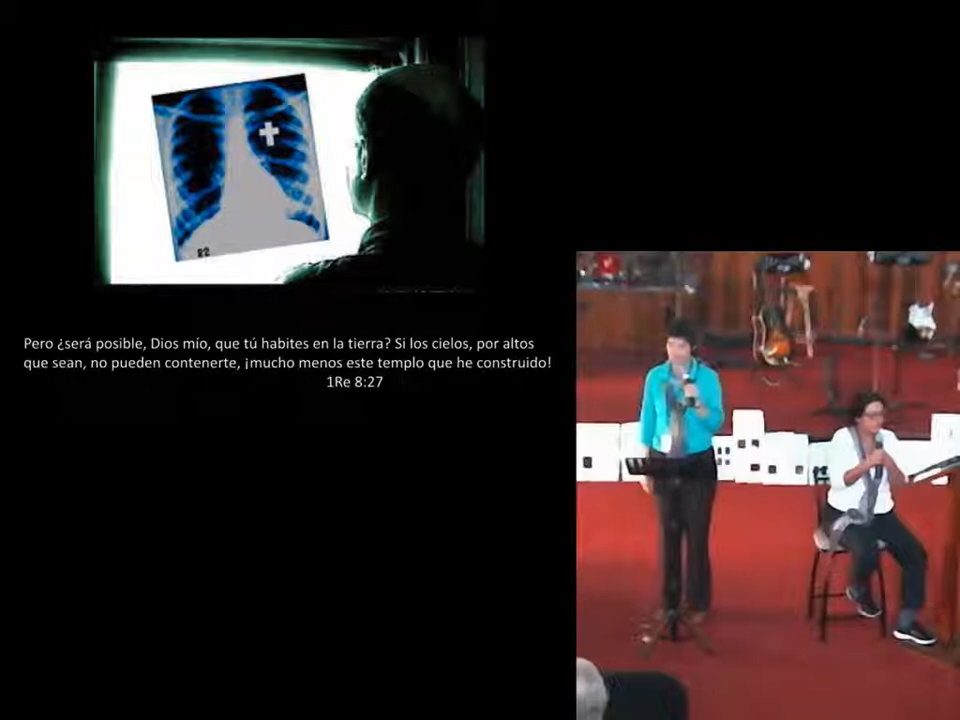 22
Pero ¿será posible, Dios mío, que tú habites en la tierra? Si los cielos, por altos
que sean, no pueden contenerte, ¡mucho menos este templo que he construido!
1Re 8:27